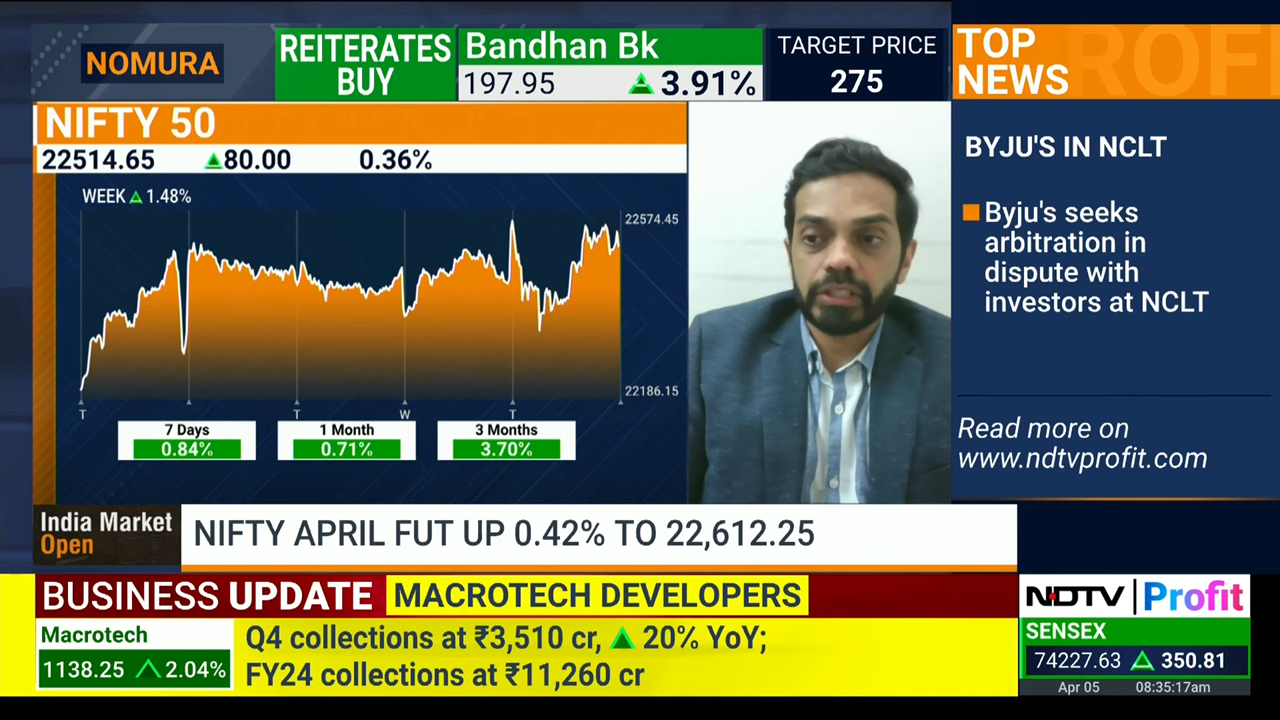 NOMURA
REITERATES
BUY
Bandhan Bk
197.95 ▲ 3.91%
TARGET PRICE
275
TOP
NEWS
NIFTY 50
22514.65 ▲80.00 0.36%
WEEK ▲ 1.48%
22574.45
22186.15
T T W T
7 Days
0.84%
1 Month
0.71%
3 Months
3.70%
BYJU'S IN NCLT
Byju's seeks
arbitration in
dispute with
investors at NCLT
Read more on
www.ndtvprofit.com
India Market
Open
NIFTY APRIL FUT UP 0.42% TO 22,612.25
BUSINESS UPDATE MACROTECH DEVELOPERS
Macrotech
1138.25 ▲ 2.04%
Q4 collections at ₹3,510 cr, ▲ 20% YoY;
FY24 collections at ₹11,260 cr
NDTV Profit
SENSEX
74227.63 ▲ 350.81
Apr 05 08:35:17am